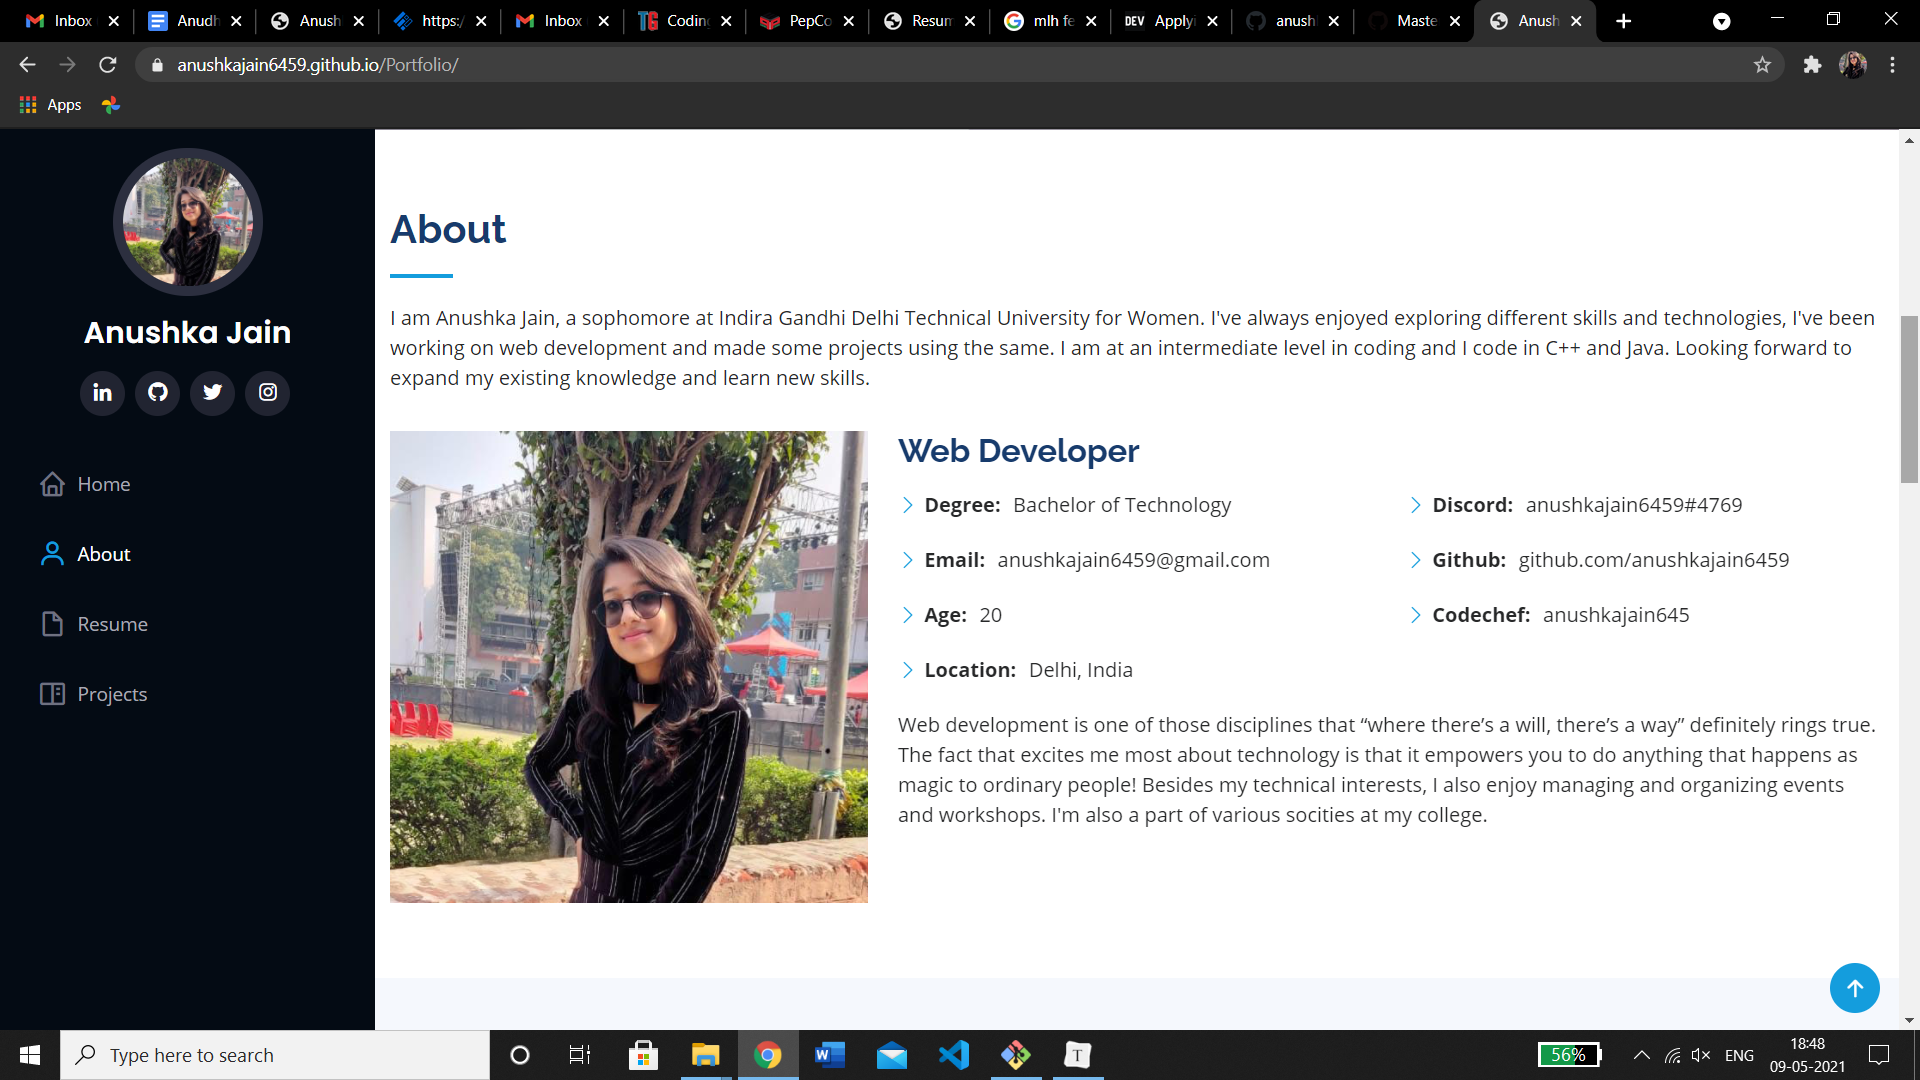 Inbox
Anudh
Anush
https:/
Inbox
Coding
PepCo
Resum
mlh fe
DEV Applyi
anush
Maste
Anush
anushkajain6459.github.io/Portfolio/
Apps
Anushka Jain
Home
About
Resume
Projects
About
I am Anushka Jain, a sophomore at Indira Gandhi Delhi Technical University for Women. I've always enjoyed exploring different skills and technologies, I've been
working on web development and made some projects using the same. I am at an intermediate level in coding and I code in C++ and Java. Looking forward to
expand my existing knowledge and learn new skills.
Web Developer
Degree: Bachelor of Technology
Email: anushkajain6459@gmail.com
Age: 20
Location: Delhi, India
Discord: anushkajain6459#4769
Github: github.com/anushkajain6459
Codechef: anushkajain645
Web development is one of those disciplines that “where there’s a will, there’s a way” definitely rings true.
The fact that excites me most about technology is that it empowers you to do anything that happens as
magic to ordinary people! Besides my technical interests, I also enjoy managing and organizing events
and workshops. I'm also a part of various socities at my college.
Type here to search
56%
ENG
18:48
09-05-2021